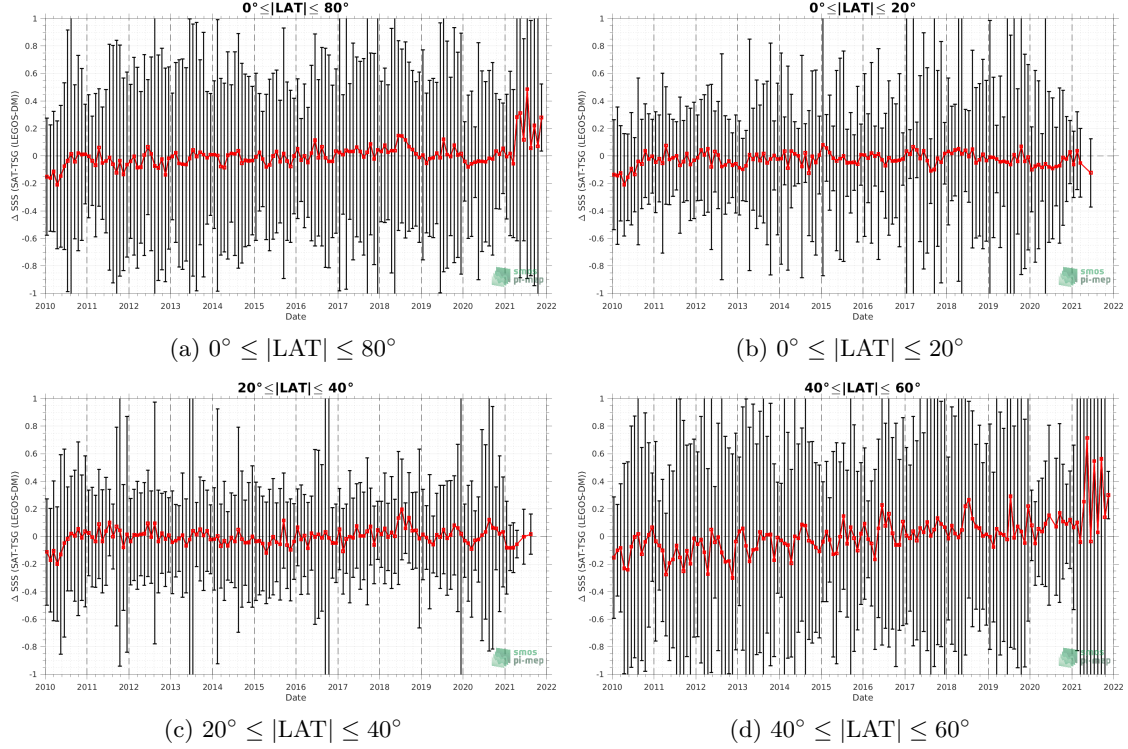 0°≤|LAT|≤ 80°
Δ SSS (SAT-TSG (LEGOS-DM))
1
0.8
0.6
0.4
0.2
0
-0.2
-0.4
-0.6
-0.8
-1
2010 2011 2012 2013 2014 2015 2016 2017 2018 2019 2020 2021 2022
Date
smos
pi-mep
(a) 0° ≤ |LAT| ≤ 80°
0°≤|LAT|≤ 20°
Δ SSS (SAT-TSG (LEGOS-DM))
1
0.8
0.6
0.4
0.2
0
-0.2
-0.4
-0.6
-0.8
-1
2010 2011 2012 2013 2014 2015 2016 2017 2018 2019 2020 2021 2022
Date
smos
pi-mep
(b) 0° ≤ |LAT| ≤ 20°
20°≤|LAT|≤ 40°
Δ SSS (SAT-TSG (LEGOS-DM))
1
0.8
0.6
0.4
0.2
0
-0.2
-0.4
-0.6
-0.8
-1
2010 2011 2012 2013 2014 2015 2016 2017 2018 2019 2020 2021 2022
Date
smos
pi-mep
(c) 20° ≤ |LAT| ≤ 40°
40°≤|LAT|≤ 60°
Δ SSS (SAT-TSG (LEGOS-DM))
1
0.8
0.6
0.4
0.2
0
-0.2
-0.4
-0.6
-0.8
-1
2010 2011 2012 2013 2014 2015 2016 2017 2018 2019 2020 2021 2022
Date
smos
pi-mep
(d) 40° ≤ |LAT| ≤ 60°